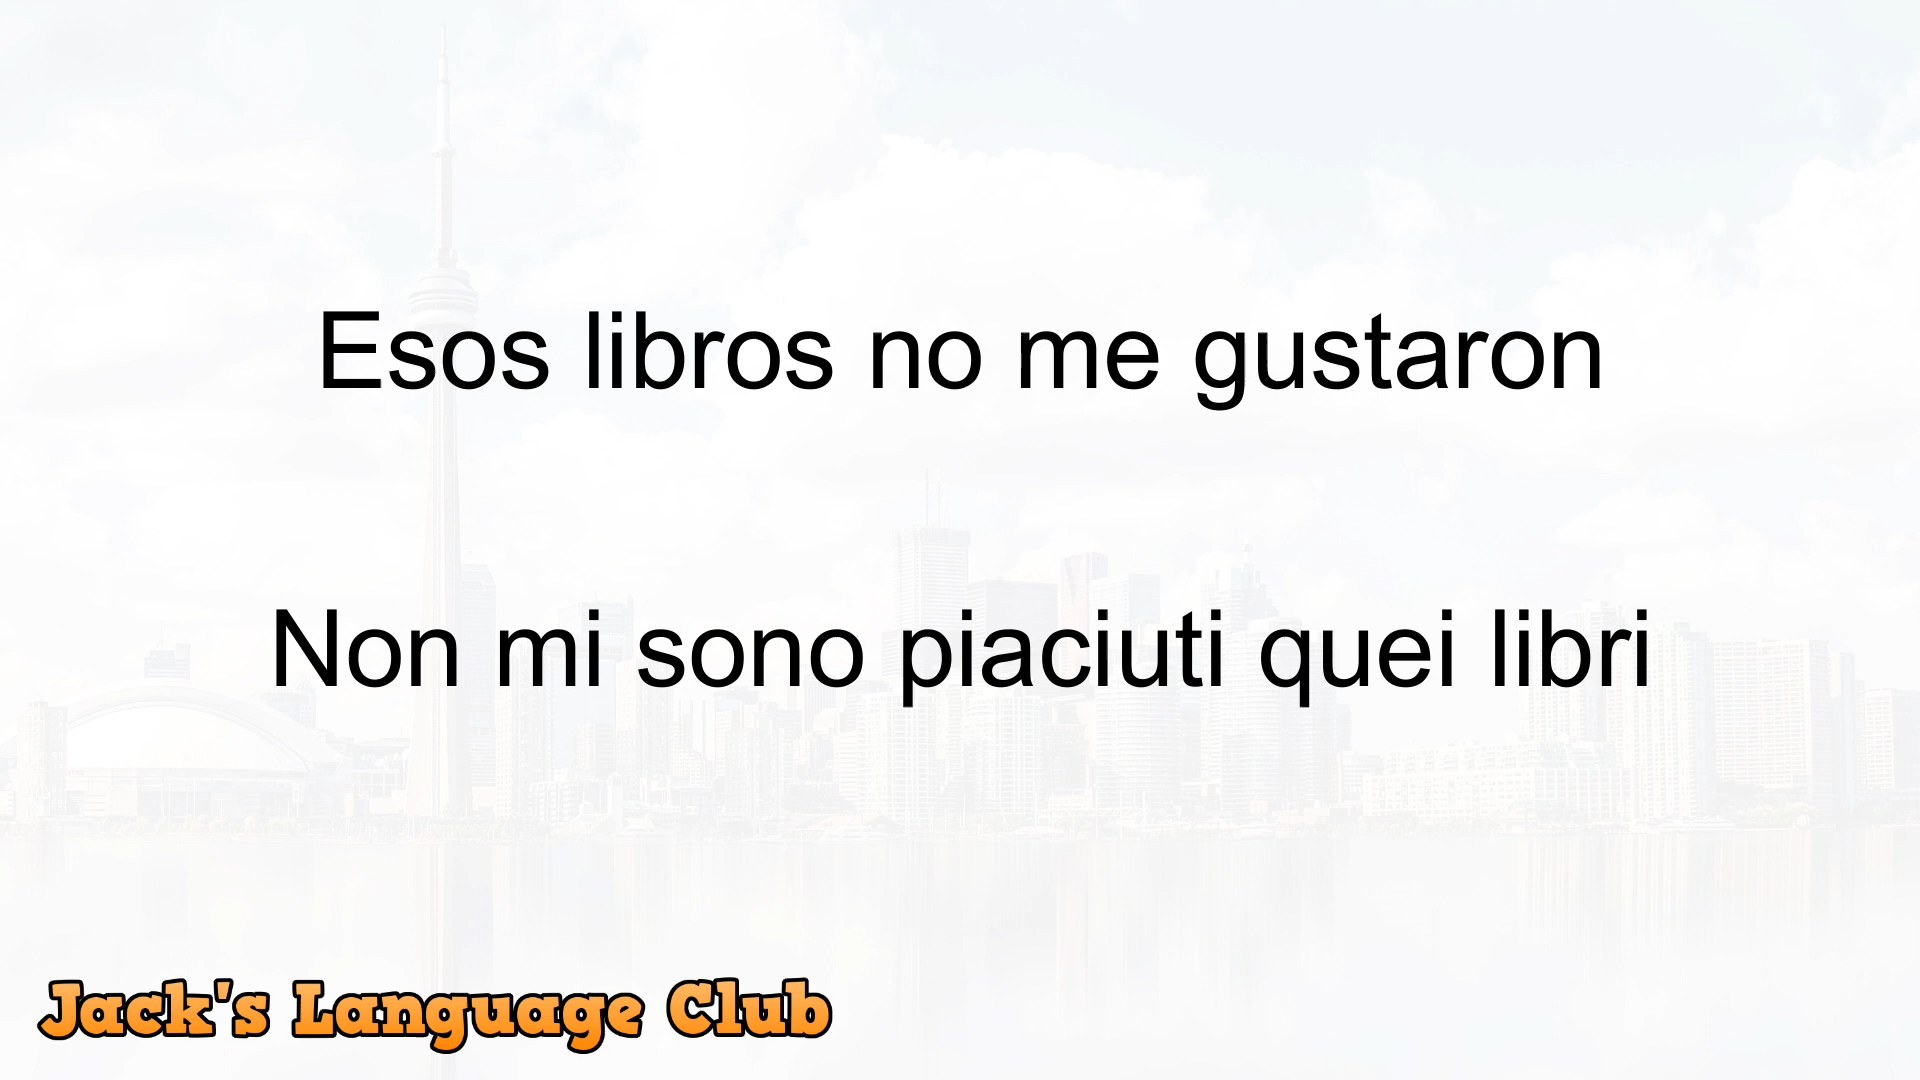 Esos libros no me gustaron
Non mi sono piaciuti quei libri
Jack's Language Club